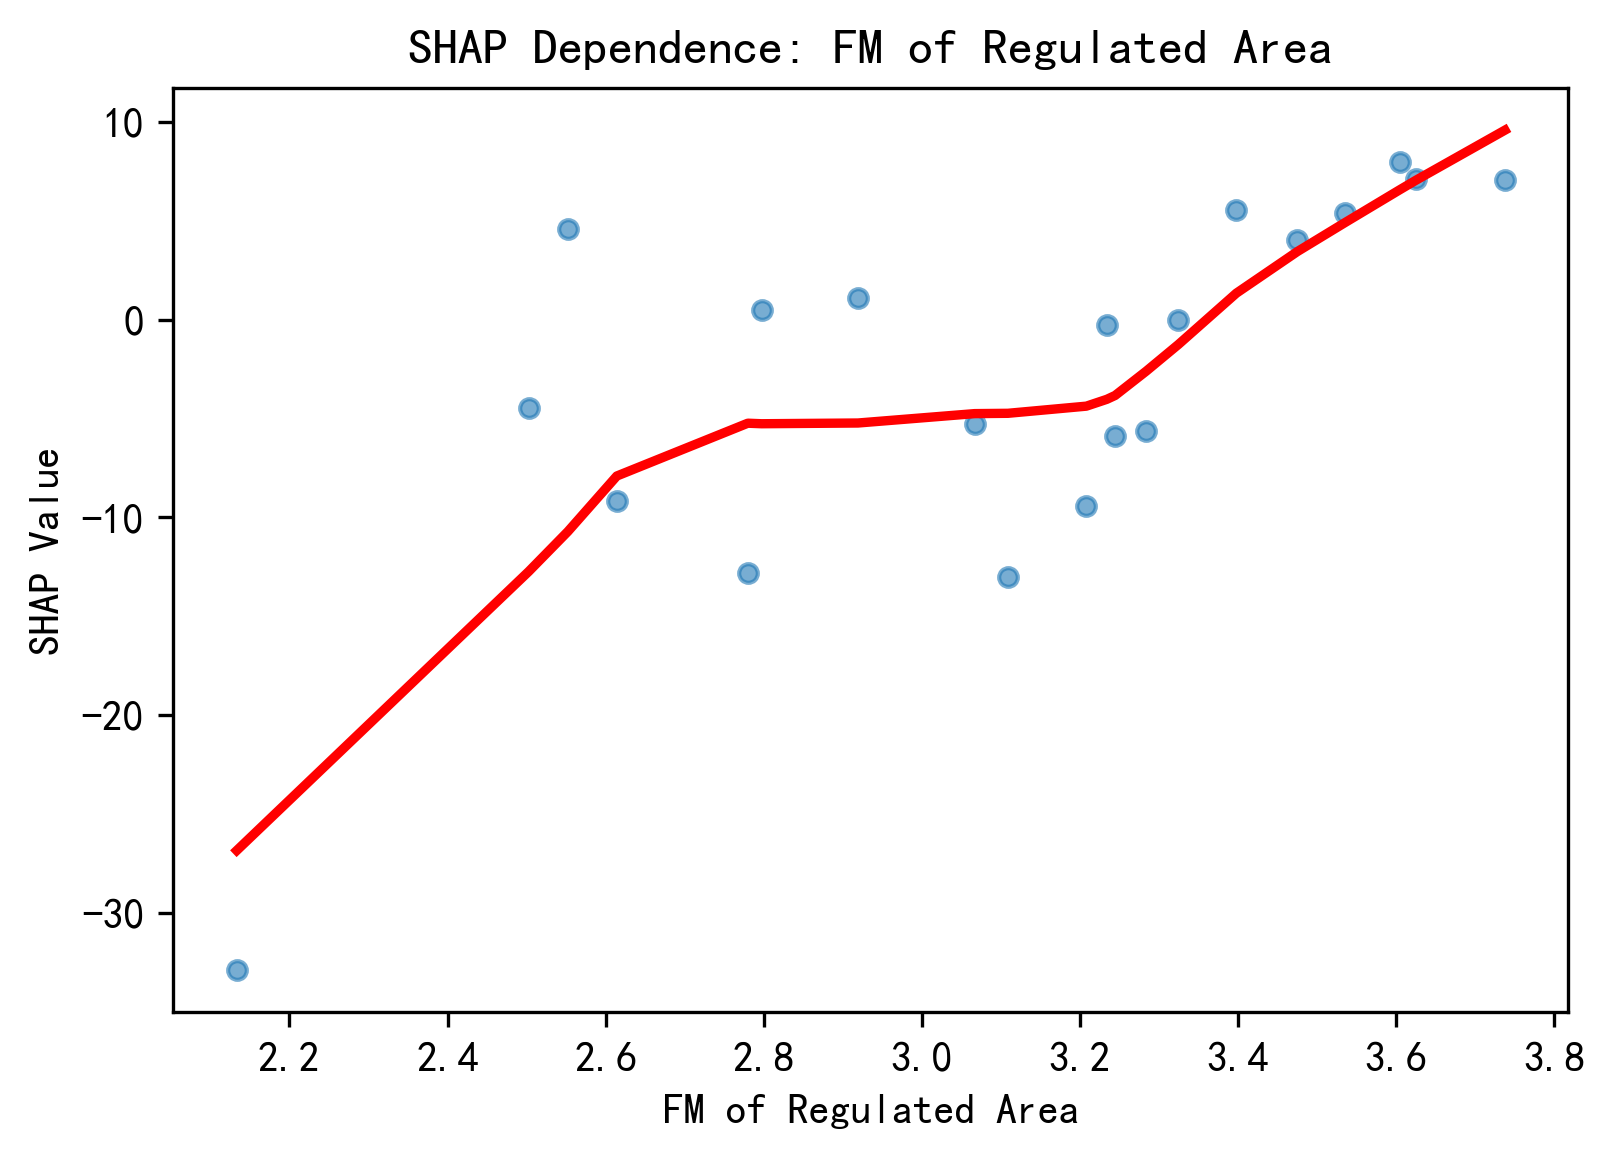 SHAP Dependence: FM of Regulated Area
10
0
−10
−20
−30
SHAP Value
2.2 2.4 2.6 2.8 3.0 3.2 3.4 3.6 3.8
FM of Regulated Area